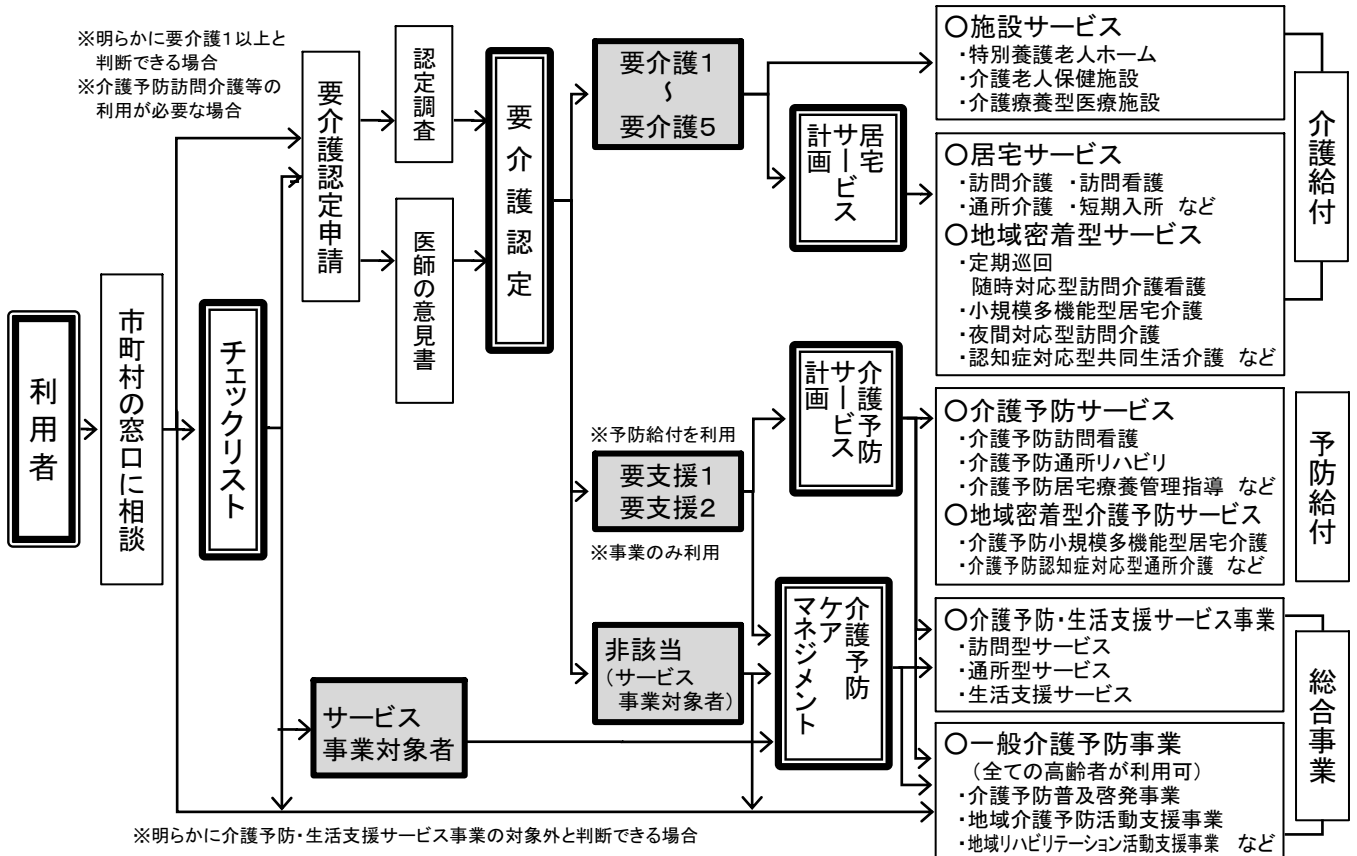 ※明らかに要介護1以上と
判断できる場合
※介護予防訪問介護等の
利用が必要な場合
利用者
市町村の窓口に相談
チェックリスト
要介護認定申請
認定調査
医師の意見書
要介護認定
要介護1
〜
要介護5
※予防給付を利用
要支援1
要支援2
※事業のみ利用
非該当
(サービス
事業対象者)
サービス
事業対象者
居宅
サービス
計画
介護予防
サービス
計画
介護予防
ケア
マネジメント
〇施設サービス
・特別養護老人ホーム
・介護老人保健施設
・介護療養型医療施設
〇居宅サービス
・訪問介護 ・訪問看護
・通所介護 ・短期入所 など
〇地域密着型サービス
・定期巡回
随時対応型訪問介護看護
・小規模多機能型居宅介護
・夜間対応型訪問介護
・認知症対応型共同生活介護 など
介護給付
〇介護予防サービス
・介護予防訪問看護
・介護予防通所リハビリ
・介護予防居宅療養管理指導 など
〇地域密着型介護予防サービス
・介護予防小規模多機能型居宅介護
・介護予防認知症対応型通所介護 など
予防給付
〇介護予防・生活支援サービス事業
・訪問型サービス
・通所型サービス
・生活支援サービス
〇一般介護予防事業
(全ての高齢者が利用可)
・介護予防普及啓発事業
・地域介護予防活動支援事業
・地域リハビリテーション活動支援事業 など
総合事業
※明らかに介護予防・生活支援サービス事業の対象外と判断できる場合